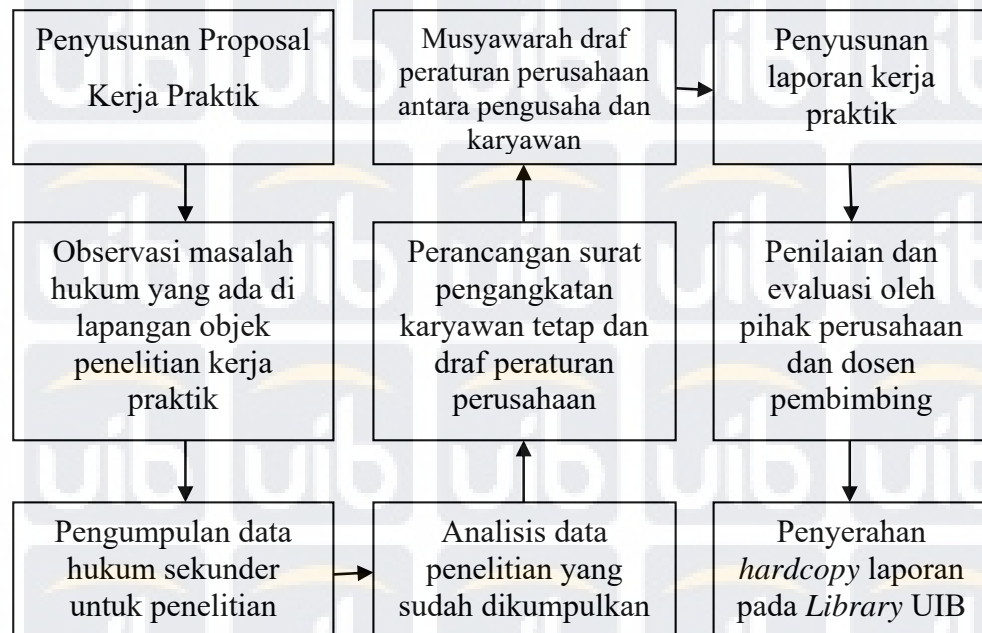 Penyusunan Proposal
Kerja Praktik
Observasi masalah
hukum yang ada di
lapangan objek
penelitian kerja
praktik
Pengumpulan data
hukum sekunder
untuk penelitian
Analisis data
penelitian yang
sudah dikumpulkan
Perancangan surat
pengangkatan
karyawan tetap dan
draf peraturan
perusahaan
Musyawarah draf
peraturan perusahaan
antara pengusaha dan
karyawan
Penyusunan
laporan kerja
praktik
Penilaian dan
evaluasi oleh
pihak perusahaan
dan dosen
pembimbing
Penyerahan
hardcopy laporan
pada Library UIB